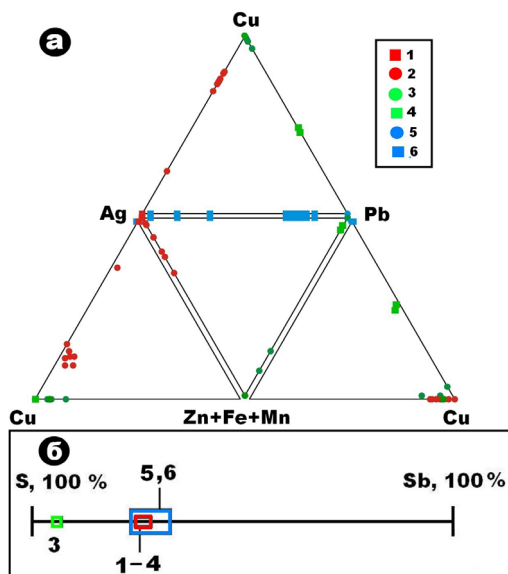 а
Cu
1
2
3
4
5
6
Ag
Pb
Cu
Zn+Fe+Mn
Cu
б
S, 100 %
5,6
Sb, 100 %
3
1–4